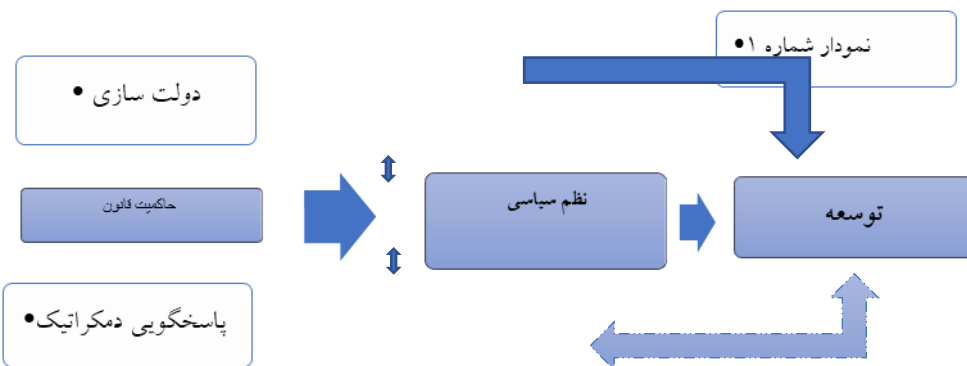 نمودار شماره ۱•
دولت سازی •
حاکمیت قانون
نظم سیاسی
توسعه
پاسخگویی دمکراتیک•